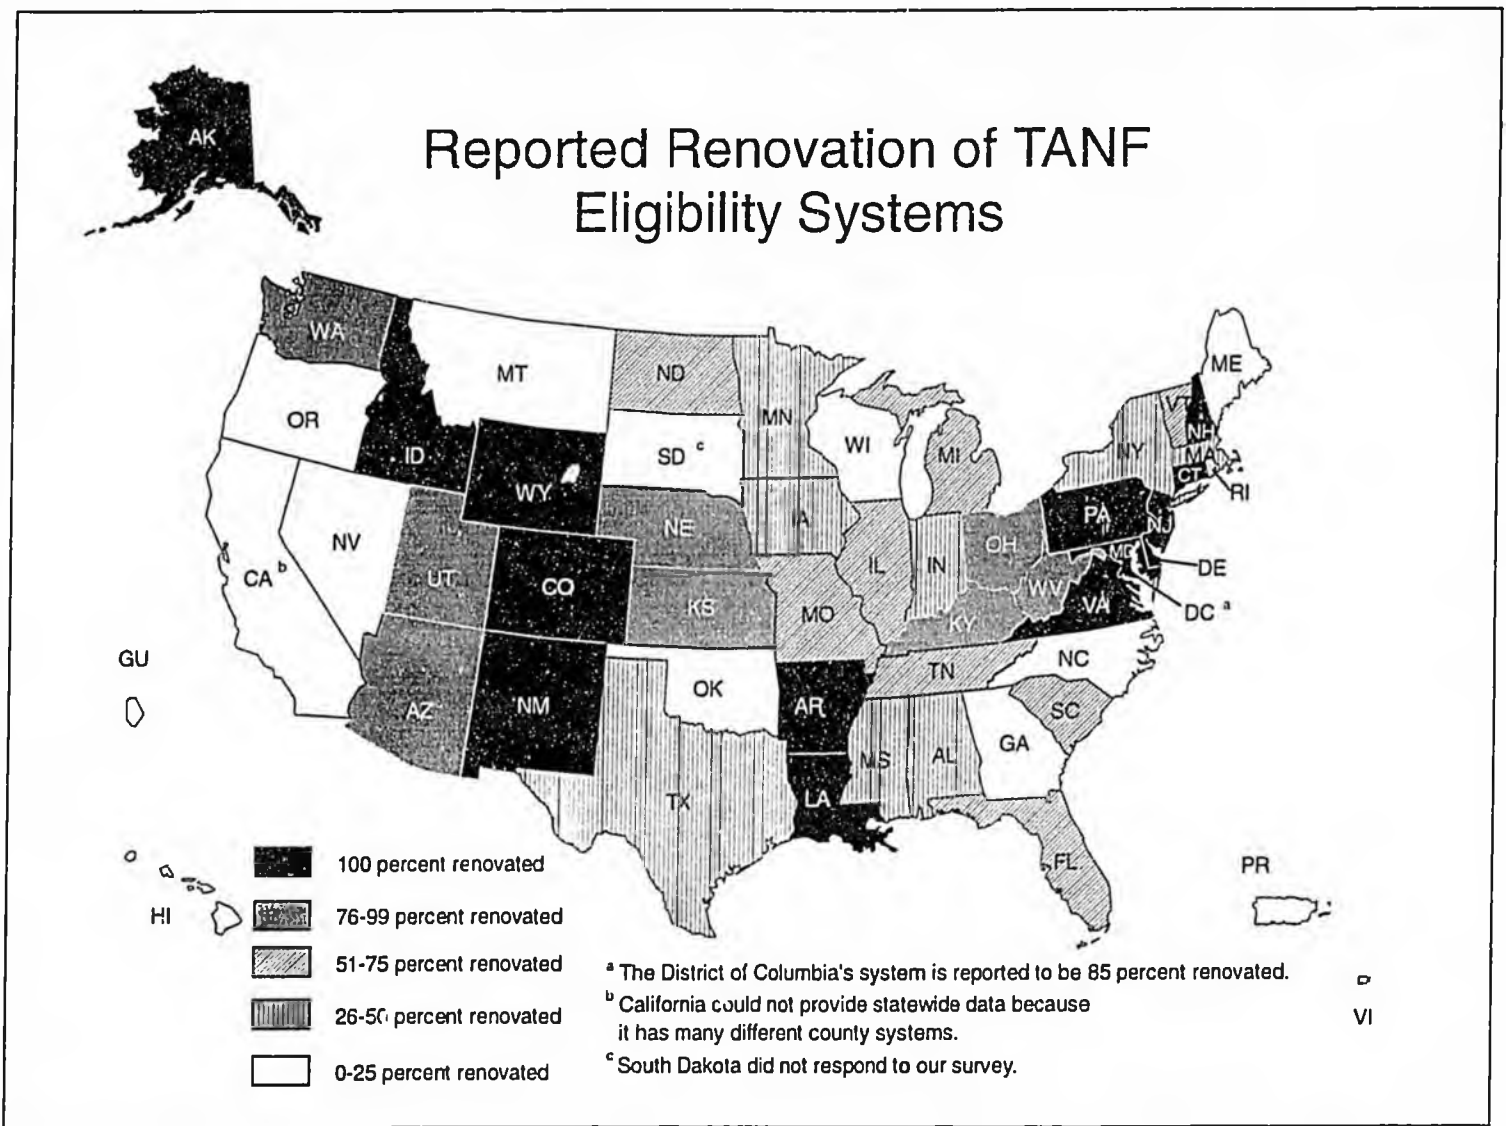 AK
Reported Renovation of TANF
Eligibility Systems
WA
MT
ND
MN
ME
OR
ID
SD c
WI
MI
VT
NH
NY
MA
CT
RI
WY
NE
IA
PA
NJ
NV
UT
CO
KS
IL
IN
OH
WV
MD
DE
CA b
MO
KY
VA
DC a
GU
AZ
NM
OK
AR
TN
NC
SC
TX
LA
MS
AL
GA
FL
PR
HI
VI
100 percent renovated
76-99 percent renovated
51-75 percent renovated
26-50 percent renovated
0-25 percent renovated
a The District of Columbia's system is reported to be 85 percent renovated.
b California could not provide statewide data because
it has many different county systems.
c South Dakota did not respond to our survey.